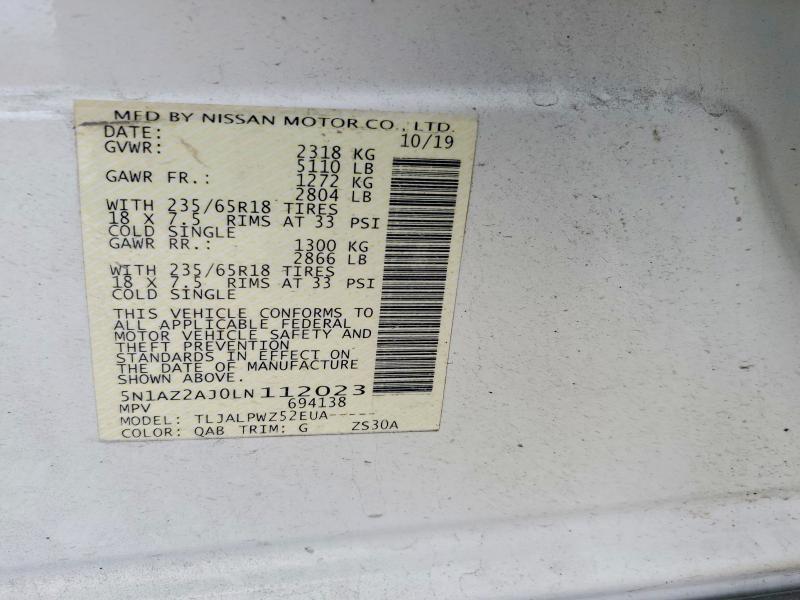 MFD BY NISSAN MOTOR CO., LTD.
DATE: 10/19
GVWR: 2318 KG
5110 LB
GAWR FR.: 1272 KG
2804 LB
WITH 235/65R18 TIRES
18 X 7.5 RIMS AT 33 PSI
COLD SINGLE
GAWR RR.: 1300 KG
2866 LB
WITH 235/65R18 TIRES
18 X 7.5 RIMS AT 33 PSI
COLD SINGLE
THIS VEHICLE CONFORMS TO
ALL APPLICABLE FEDERAL
MOTOR VEHICLE SAFETY AND
THEFT PREVENTION
STANDARDS IN EFFECT ON
THE DATE OF MANUFACTURE
SHOWN ABOVE.
5N1AZ2AJ0LN112023
MPV 694138
MODEL: TLJALPWZ52EUA-----
COLOR: QAB TRIM: G ZS30A